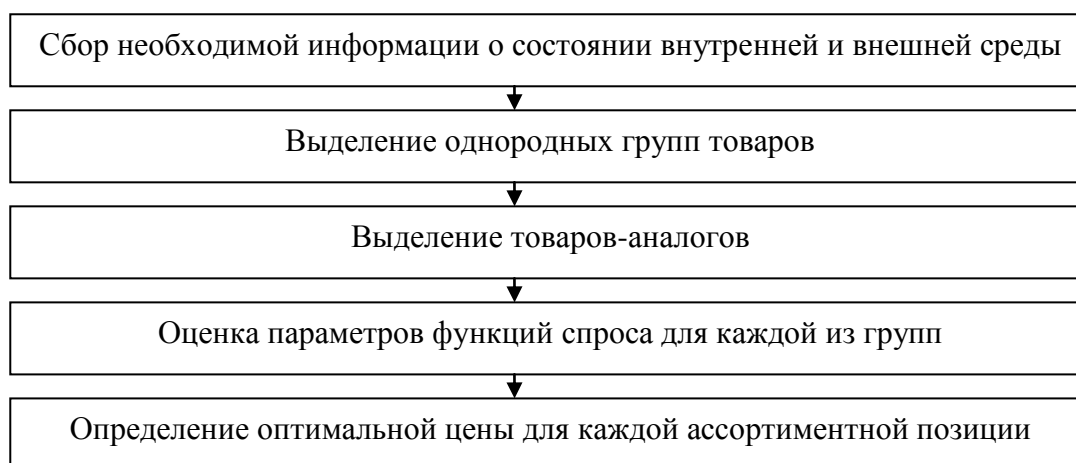 Сбор необходимой информации о состоянии внутренней и внешней среды
Выделение однородных групп товаров
Выделение товаров-аналогов
Оценка параметров функций спроса для каждой из групп
Определение оптимальной цены для каждой ассортиментной позиции